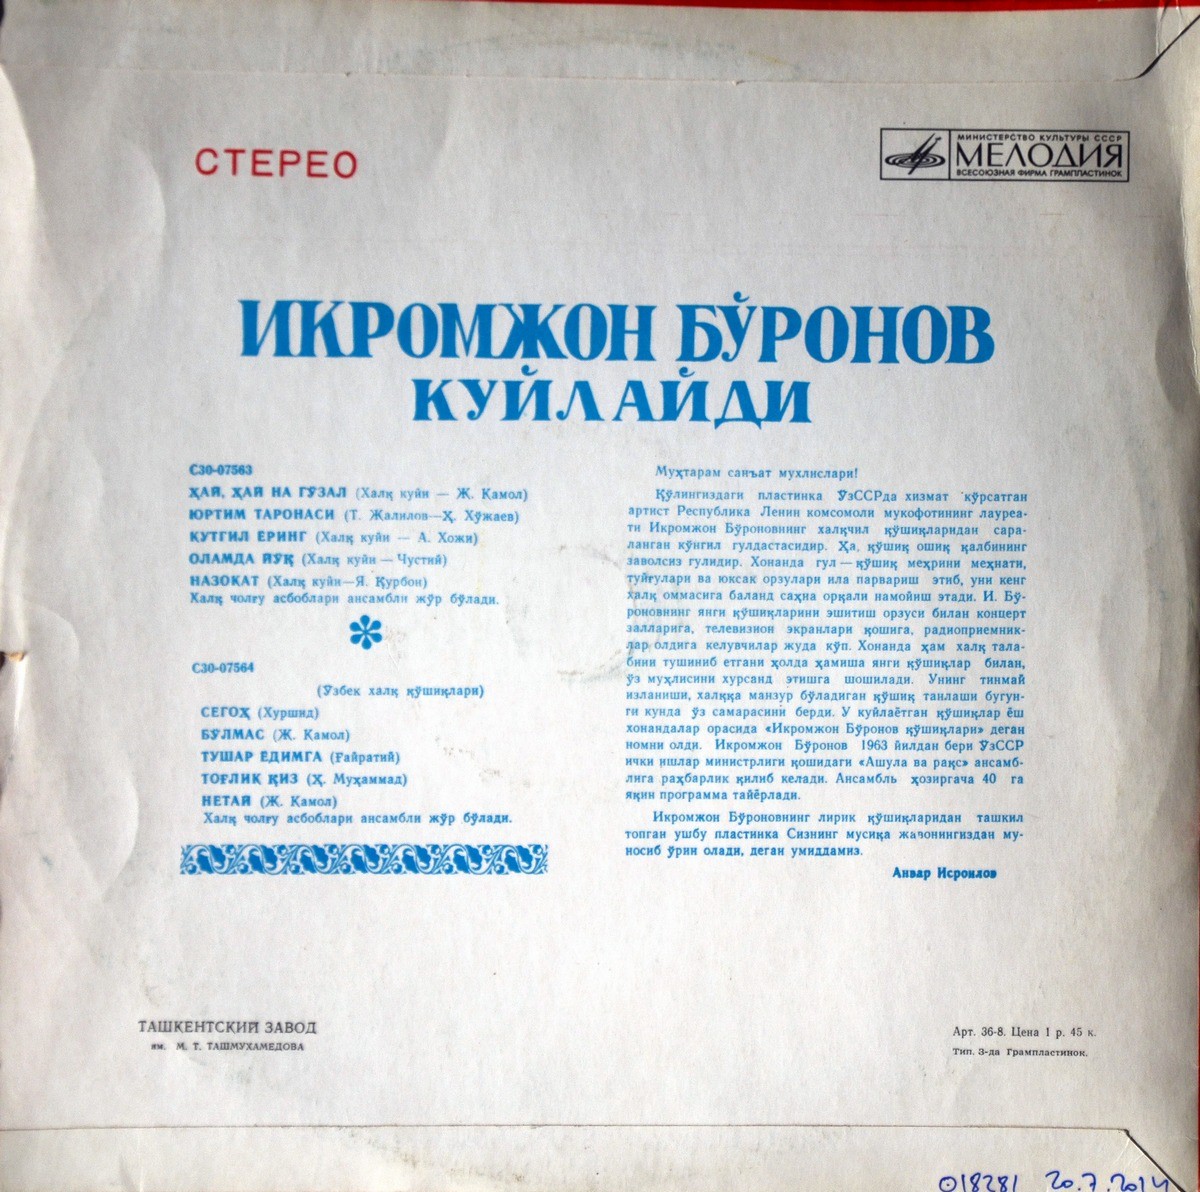 СТЕРЕО
МИНИСТЕРСТВО КУЛЬТУРЫ СССР
МЕЛОДИЯ
ВСЕСОЮЗНАЯ ФИРМА ГРАМПЛАСТИНОК
ИКРОМЖОН БЎРОНОВ
КУЙЛАЙДИ
С30-07563
ҲАЙ, ҲАЙ НА ГЎЗАЛ (Халқ куйи — Ж. Камол)
ЮРТИМ ТАРОНАСИ (Т. Жалилов—Ҳ. Хўжаев)
КУТГИЛ ЁРИНГ (Халқ куйи — А. Хожи)
ОЛАМДА ЙЎҚ (Халқ куйи — Чустий)
НАЗОКАТ (Халқ куйи—Я. Қурбон)
Халқ чолғу асбоблари ансамбли жўр бўлади.
С30-07564
(Ўзбек халқ қўшиқлари)
СЕГОҲ (Хуршид)
БЎЛМАС (Ж. Камол)
ТУШАР ЁДИМГА (Ғайратий)
ТОҒЛИК ҚИЗ (Ҳ. Муҳаммад)
НЕТАЙ (Ж. Камол)
Халқ чолғу асбоблари ансамбли жўр бўлади.
Муҳтарам санъат мухлислари!
Қўлингиздаги пластинка ЎзССРда хизмат кўрсатган
артист Республика Ленин комсомоли мукофотининг лауреа-
ти Икромжон Бўроновнинг халқчил қўшиқларидан сара-
ланган кўнгил гулдастасидир. Ҳа, қўшиқ ошиқ қалбининг
заволсиз гулидир. Хонанда гул — қўшиқ меҳрини меҳнати,
туйғулари ва юксак орзулари ила парвариш этиб, уни кенг
халқ оммасига баланд саҳна орқали намойиш этади. И. Бў-
роновнинг янги қўшиқларини эшитиш орзуси билан концерт
залларига, телевизион экранлари қошига, радиоприемник-
лар олдига келувчилар жуда кўп. Хонанда ҳам халқ тала-
бини тушиниб етгани ҳолда ҳамиша янги қўшиқлар билан,
ўз муҳлисини хурсанд этишга шошилади. Унинг тинмай
изланиши, халққа манзур бўладиган қўшиқ танлаши бугун-
ги кунда ўз самарасини берди. У куйлаётган қўшиқлар ёш
хонандалар орасида «Икромжон Бўронов қўшиқлари» деган
номни олди. Икромжон Бўронов 1963 йилдан бери ЎзССР
ички ишлар министрлиги қошидаги «Ашула ва рақс» ансамб-
лига раҳбарлик қилиб келади. Ансамбль ҳозиргача 40 га
яқин программа тайёрлади.
Икромжон Бўроновнинг лирик қўшиқларидан ташкил
топган ушбу пластинка Сизнинг мусиқа жавонингиздан му-
носиб ўрин олади, деган умиддамиз.
Анвар Исроилов
ТАШКЕНТСКИЙ ЗАВОД
им. М. Т. ТАШМУХАМЕДОВА
Арт. 36-8. Цена 1 р. 45 к.
Тип. З-да Грампластинок.
018281 20.7.2014